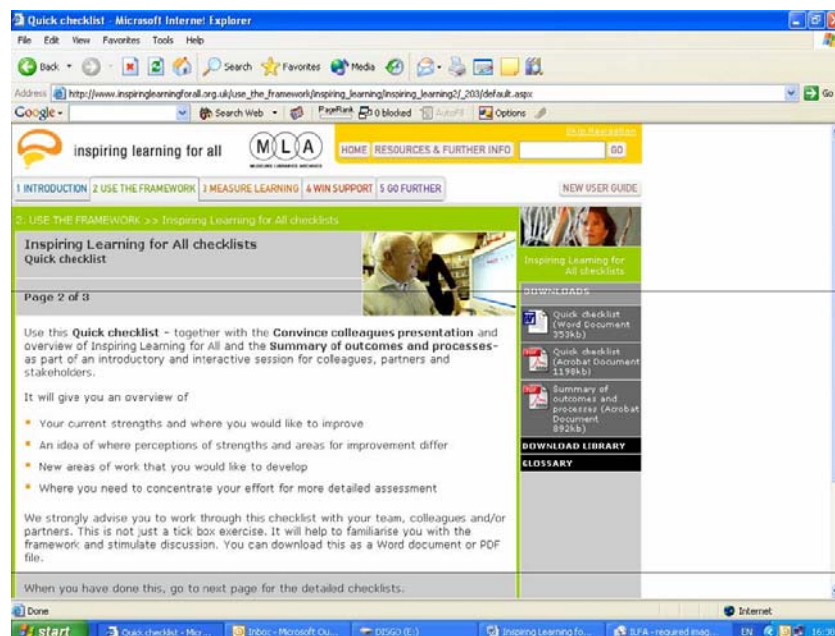 Quick checklist - Microsoft Internet Explorer
File Edit View Favorites Tools Help
Back Search Favorites Media
Address http://www.inspiringlearningforall.org.uk/use_the_framework/inspiring_learning/inspiring_learning2/_203/default.aspx Go
Google Search Web PageRank 0 blocked AutoFill Options
Skip Navigation
inspiring learning for all MLA HOME RESOURCES & FURTHER INFO GO
MUSEUMS LIBRARIES ARCHIVES
1 INTRODUCTION 2 USE THE FRAMEWORK 3 MEASURE LEARNING 4 WIN SUPPORT 5 GO FURTHER NEW USER GUIDE
2. USE THE FRAMEWORK >> Inspiring Learning for All checklists
Inspiring Learning for All checklists
Quick checklist
Page 2 of 3
Use this Quick checklist - together with the Convince colleagues presentation and
overview of Inspiring Learning for All and the Summary of outcomes and processes-
as part of an introductory and interactive session for colleagues, partners and
stakeholders.
It will give you an overview of
Your current strengths and where you would like to improve
An idea of where perceptions of strengths and areas for improvement differ
New areas of work that you would like to develop
Where you need to concentrate your effort for more detailed assessment
We strongly advise you to work through this checklist with your team, colleagues and/or
partners. This is not just a tick box exercise. It will help to familiarise you with the
framework and stimulate discussion. You can download this as a Word document or PDF
file.
When you have done this, go to next page for the detailed checklists.
Inspiring Learning for
All checklists
DOWNLOADS
Quick checklist
(Word Document
353kb)
Quick checklist
(Acrobat Document
1198kb)
Summary of
outcomes and
processes (Acrobat
Document
892kb)
DOWNLOAD LIBRARY
GLOSSARY
Done Internet
start Quick checklist - Mic... Inbox - Microsoft Ou... DISGO (E:) Inspiring Learning fo... ILFA - required imag... EN